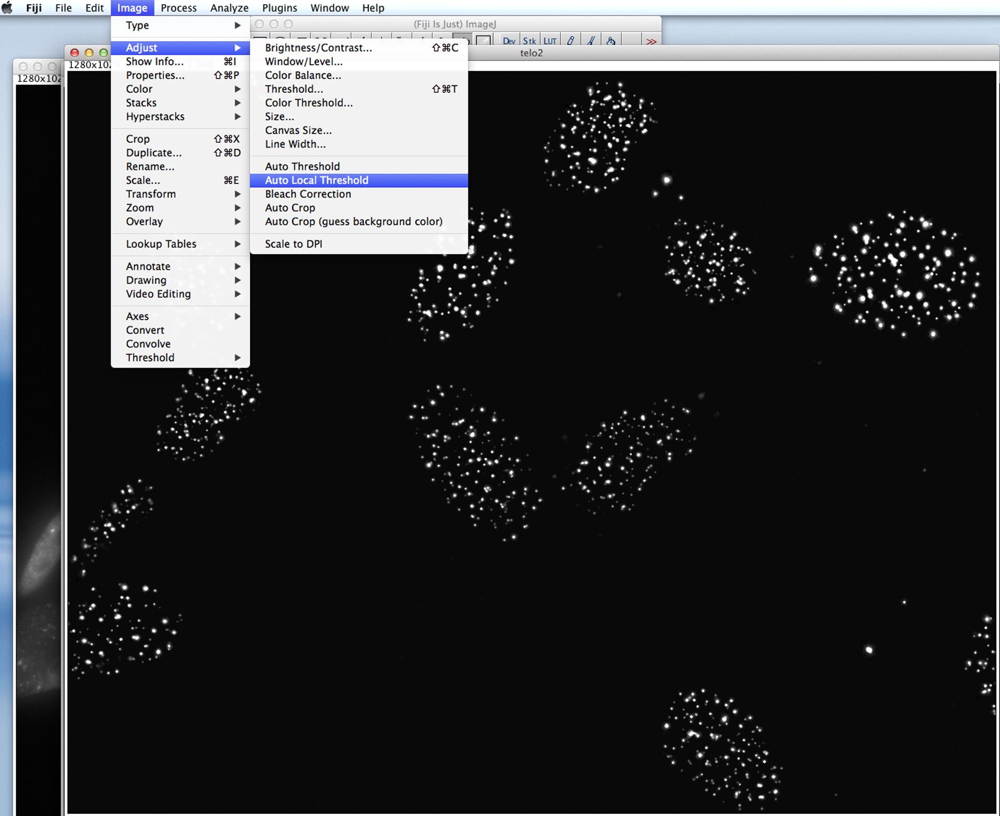 Fiji File Edit Image Process Analyze Plugins Window Help
(Fiji Is Just) ImageJ
Dev Stk LUT >>
telo2
1280x102
1280x102
Type
Adjust
Show Info... ⌘I
Properties... ⇧⌘P
Color
Stacks
Hyperstacks
Crop ⇧⌘X
Duplicate... ⇧⌘D
Rename...
Scale... ⌘E
Transform
Zoom
Overlay
Lookup Tables
Annotate
Drawing
Video Editing
Axes
Convert
Convolve
Threshold
Brightness/Contrast... ⇧⌘C
Window/Level...
Color Balance...
Threshold... ⇧⌘T
Color Threshold...
Size...
Canvas Size...
Line Width...
Auto Threshold
Auto Local Threshold
Bleach Correction
Auto Crop
Auto Crop (guess background color)
Scale to DPI